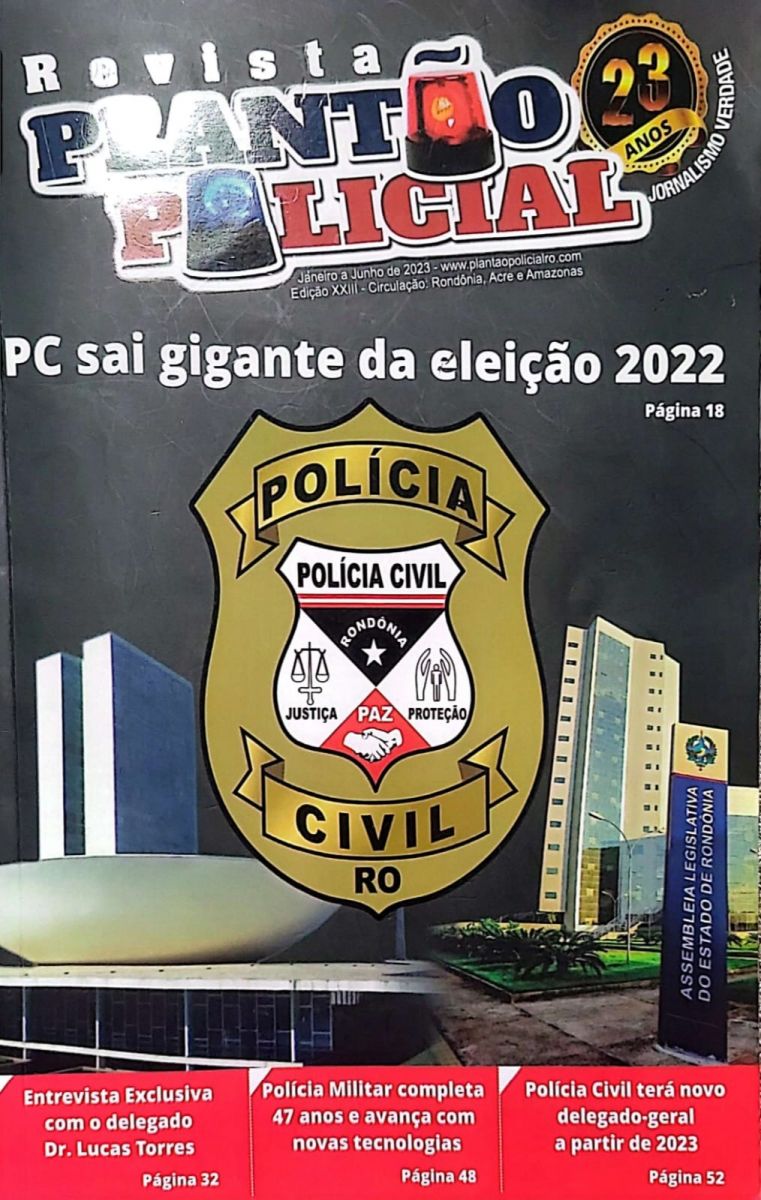 Revista
PLANTÃO
POLICIAL
23
ANOS
JORNALISMO VERDADE
Janeiro a Junho de 2023 - www.plantaopolicialro.com
Edição XXIII - Circulação: Rondônia, Acre e Amazonas
PC sai gigante da eleição 2022
Página 18
POLÍCIA
POLÍCIA CIVIL
RONDÔNIA
JUSTIÇA
PAZ
PROTEÇÃO
CIVIL
RO
ASSEMBLEIA LEGISLATIVA
DO ESTADO DE RONDÔNIA
Entrevista Exclusiva
com o delegado
Dr. Lucas Torres
Página 32
Polícia Militar completa
47 anos e avança com
novas tecnologias
Página 48
Polícia Civil terá novo
delegado-geral
a partir de 2023
Página 52